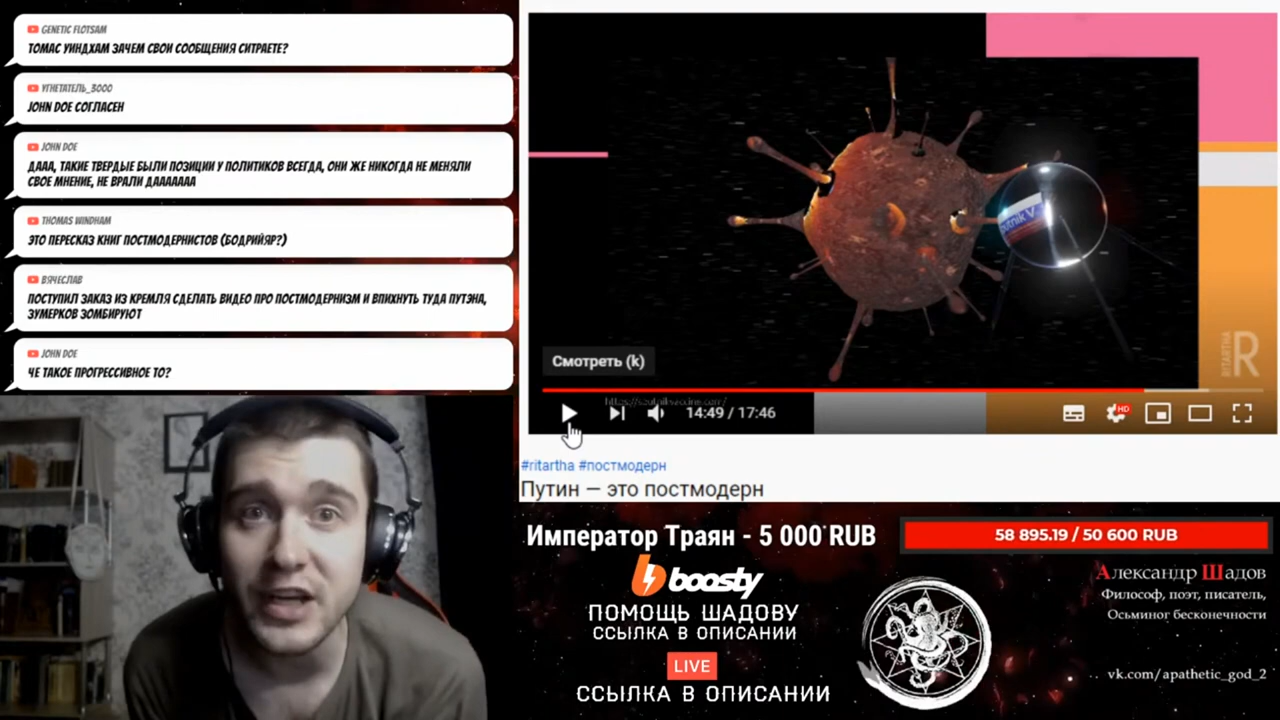 GENETIC FLOTSAM
ТОМАС УИНДХАМ ЗАЧЕМ СВОИ СООБЩЕНИЯ СИТРАЕТЕ?
УГНЕТАТЕЛЬ_3000
JOHN DOE СОГЛАСЕН
JOHN DOE
ДААА, ТАКИЕ ТВЕРДЫЕ БЫЛИ ПОЗИЦИИ У ПОЛИТИКОВ ВСЕГДА, ОНИ ЖЕ НИКОГДА НЕ МЕНЯЛИ
СВОЕ МНЕНИЕ, НЕ ВРАЛИ ДААААААА
THOMAS WINDHAM
ЭТО ПЕРЕСКАЗ КНИГ ПОСТМОДЕРНИСТОВ (БОДРИЙЯР?)
ВЯЧЕСЛАВ
ПОСТУПИЛ ЗАКАЗ ИЗ КРЕМЛЯ СДЕЛАТЬ ВИДЕО ПРО ПОСТМОДЕРНИЗМ И ВПИХНУТЬ ТУДА ПУТЭНА,
ЗУМЕРКОВ ЗОМБИРУЮТ
JOHN DOE
ЧЕ ТАКОЕ ПРОГРЕССИВНОЕ ТО?
utnik V
RITARTHA
R
Смотреть (k)
14:49 / 17:46
HD
#ritartha #постмодерн
Путин — это постмодерн
Император Траян - 5 000 RUB
58 895.19 / 50 600 RUB
boosty
ПОМОЩЬ ШАДОВУ
ССЫЛКА В ОПИСАНИИ
LIVE
ССЫЛКА В ОПИСАНИИ
Александр Шадов
Философ, поэт, писатель,
Осьминог бесконечности
vk.com/apathetic_god_2